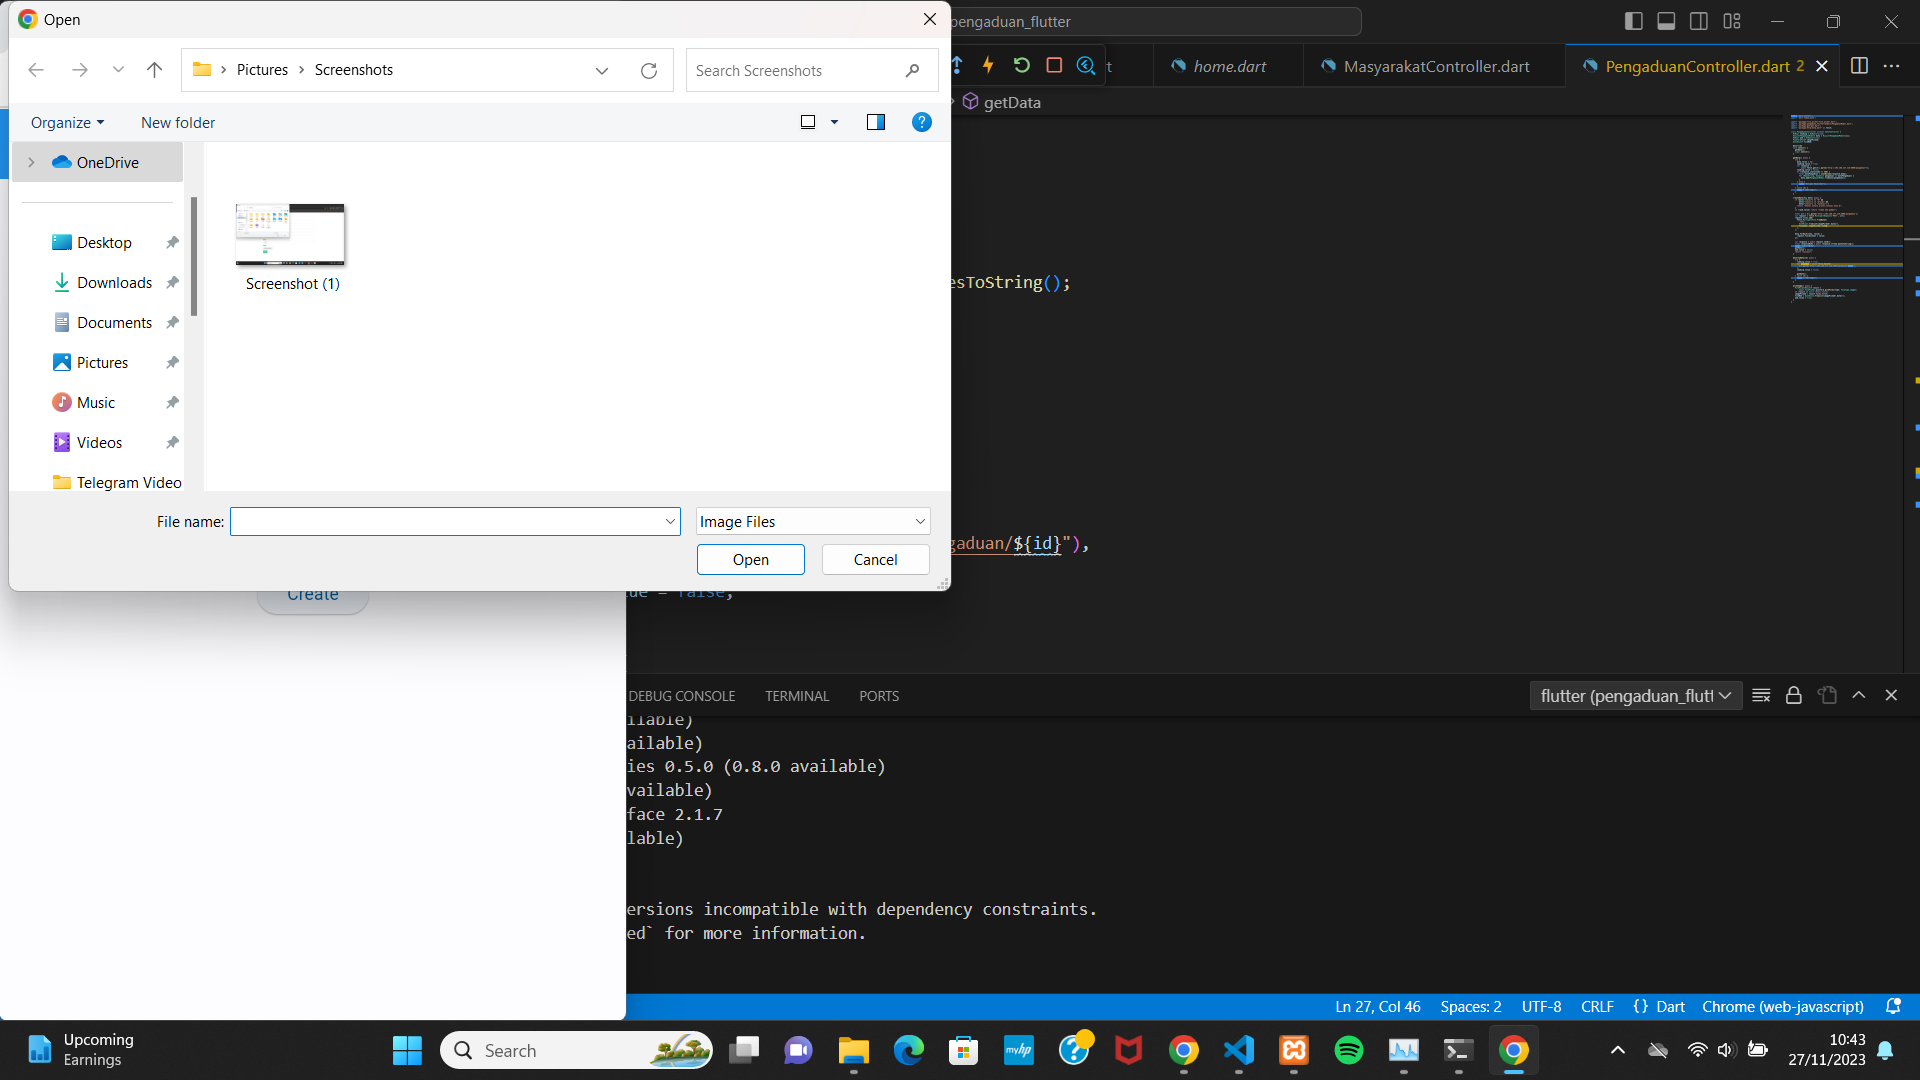 Open
Pictures
Screenshots
Search Screenshots
Organize
New folder
OneDrive
Desktop
Downloads
Documents
Pictures
Music
Videos
Telegram Video
Screenshot (1)
File name:
Image Files
Open
Cancel
Create
pengaduan_flutter
t
home.dart
MasyarakatController.dart
PengaduanController.dart 2
getData
esToString();
gaduan/${id}"),
ue = false;
DEBUG CONSOLE
TERMINAL
PORTS
flutter (pengaduan_flutt
ilable)
ailable)
ies 0.5.0 (0.8.0 available)
vailable)
face 2.1.7
lable)
ersions incompatible with dependency constraints.
ed` for more information.
Ln 27, Col 46
Spaces: 2
UTF-8
CRLF
{} Dart
Chrome (web-javascript)
Upcoming
Earnings
Search
myhp
10:43
27/11/2023